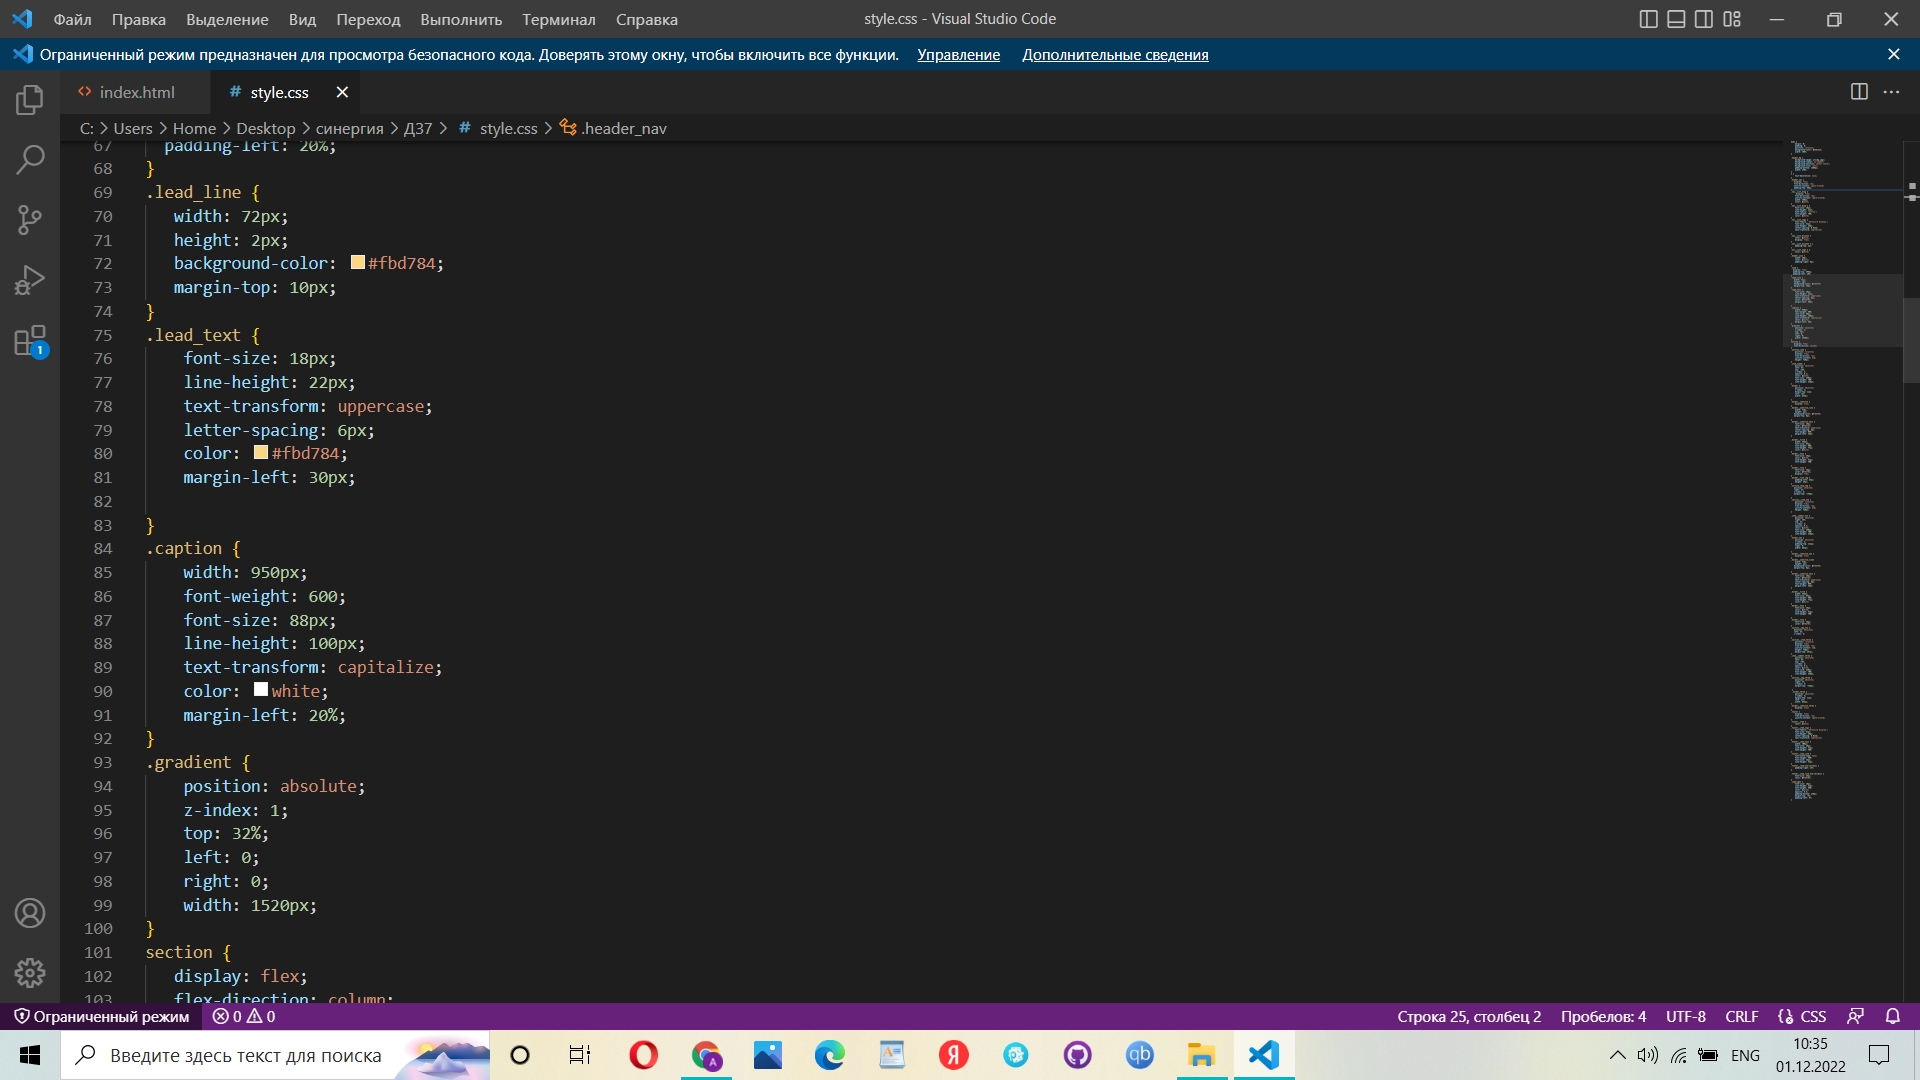 Файл Правка Выделение Вид Переход Выполнить Терминал Справка style.css - Visual Studio Code
Ограниченный режим предназначен для просмотра безопасного кода. Доверять этому окну, чтобы включить все функции. Управление Дополнительные сведения
index.html # style.css
C: > Users > Home > Desktop > синергия > ДЗ7 > # style.css > .header_nav
67 padding-left: 20%;
68 }
69 .lead_line {
70 width: 72px;
71 height: 2px;
72 background-color: #fbd784;
73 margin-top: 10px;
74 }
75 .lead_text {
76 font-size: 18px;
77 line-height: 22px;
78 text-transform: uppercase;
79 letter-spacing: 6px;
80 color: #fbd784;
81 margin-left: 30px;
82
83 }
84 .caption {
85 width: 950px;
86 font-weight: 600;
87 font-size: 88px;
88 line-height: 100px;
89 text-transform: capitalize;
90 color: white;
91 margin-left: 20%;
92 }
93 .gradient {
94 position: absolute;
95 z-index: 1;
96 top: 32%;
97 left: 0;
98 right: 0;
99 width: 1520px;
100 }
101 section {
102 display: flex;
103 flex-direction: column;
1
Ограниченный режим 0 0 Строка 25, столбец 2 Пробелов: 4 UTF-8 CRLF CSS
Введите здесь текст для поиска A Я qb ENG 10:35
01.12.2022